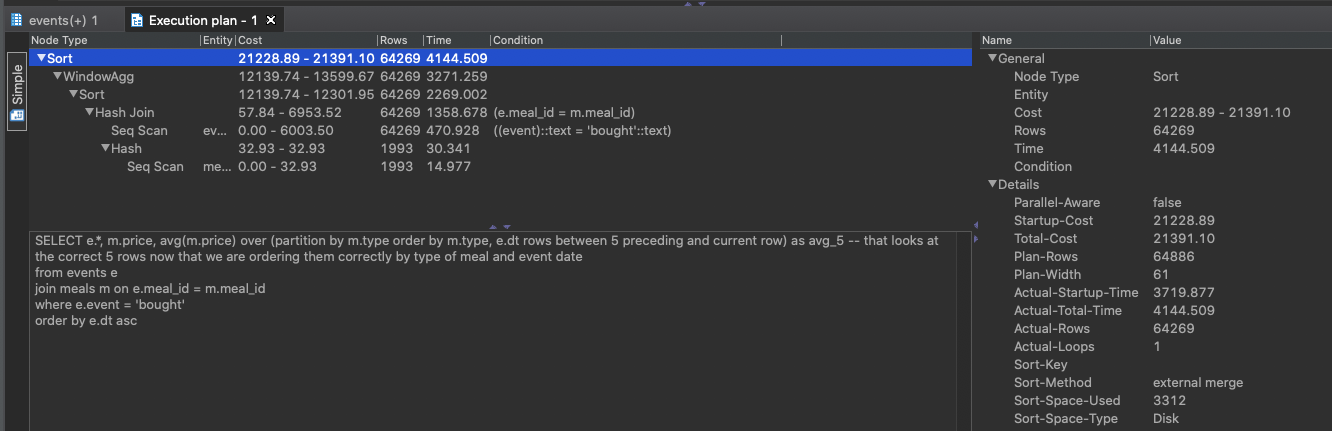 events(+) 1
Execution plan - 1
Simple
Node Type Entity Cost Rows Time Condition
Sort 21228.89 - 21391.10 64269 4144.509
WindowAgg 12139.74 - 13599.67 64269 3271.259
Sort 12139.74 - 12301.95 64269 2269.002
Hash Join 57.84 - 6953.52 64269 1358.678 (e.meal_id = m.meal_id)
Seq Scan ev... 0.00 - 6003.50 64269 470.928 ((event)::text = 'bought'::text)
Hash 32.93 - 32.93 1993 30.341
Seq Scan me... 0.00 - 32.93 1993 14.977
SELECT e.*, m.price, avg(m.price) over (partition by m.type order by m.type, e.dt rows between 5 preceding and current row) as avg_5 -- that looks at
the correct 5 rows now that we are ordering them correctly by type of meal and event date
from events e
join meals m on e.meal_id = m.meal_id
where e.event = 'bought'
order by e.dt asc
Name Value
General
Node Type Sort
Entity
Cost 21228.89 - 21391.10
Rows 64269
Time 4144.509
Condition
Details
Parallel-Aware false
Startup-Cost 21228.89
Total-Cost 21391.10
Plan-Rows 64886
Plan-Width 61
Actual-Startup-Time 3719.877
Actual-Total-Time 4144.509
Actual-Rows 64269
Actual-Loops 1
Sort-Key
Sort-Method external merge
Sort-Space-Used 3312
Sort-Space-Type Disk